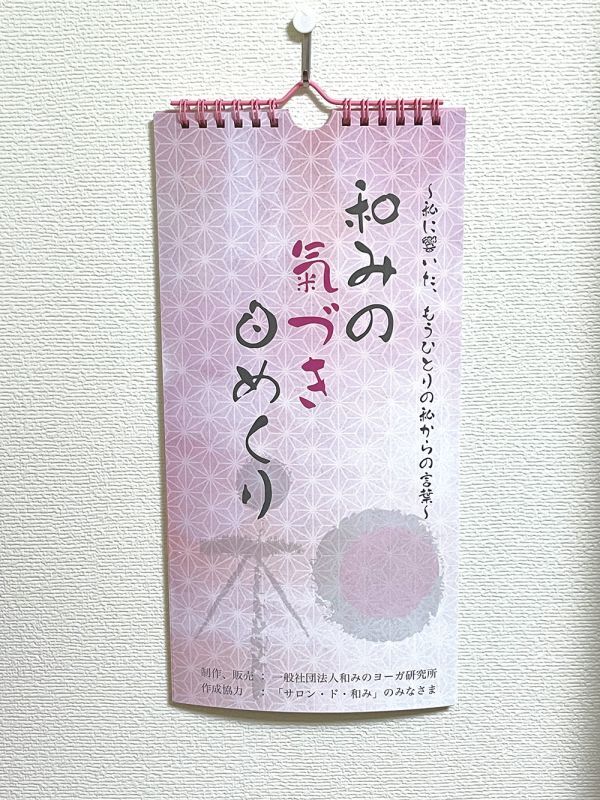 ～私に響いた、もうひとりの私からの言葉～
和みの
氣づき
日めくり
制作、販売：一般社団法人和みのヨーガ研究所
作成協力：「サロン・ド・和み」のみなさま